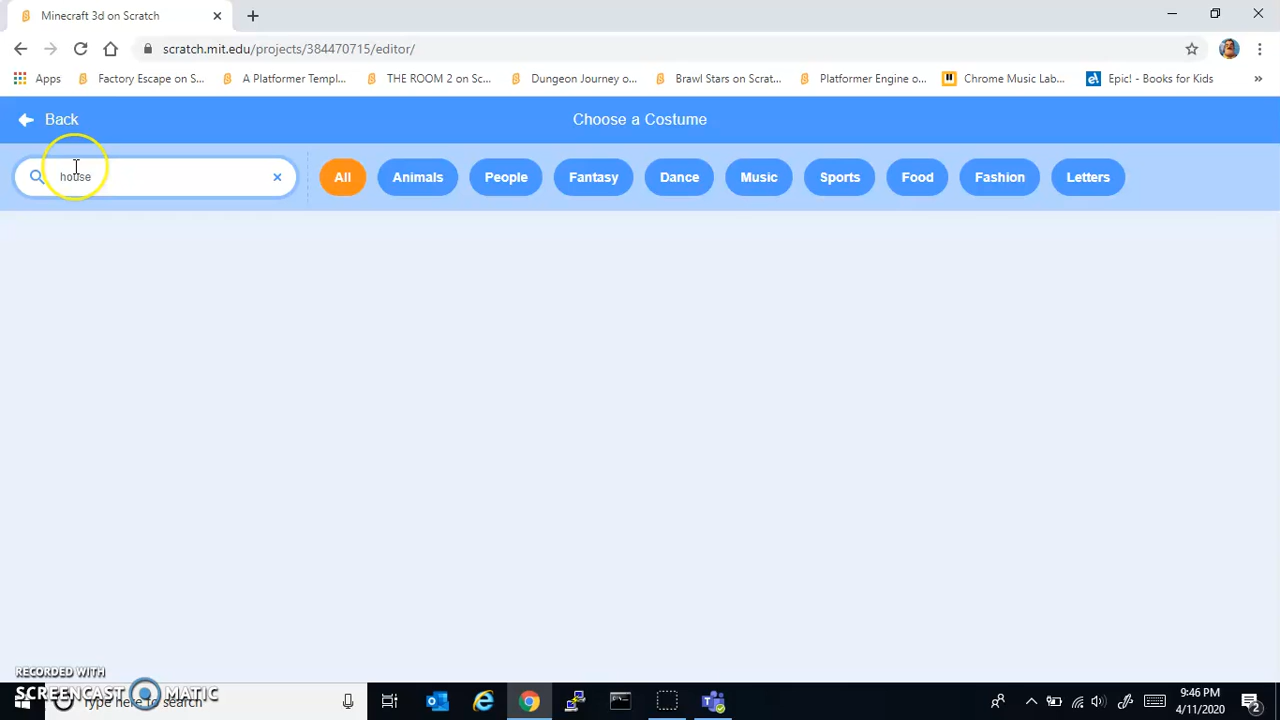 Minecraft 3d on Scratch
scratch.mit.edu/projects/384470715/editor/
Apps Factory Escape on S... A Platformer Templ... THE ROOM 2 on Sc... Dungeon Journey o... Brawl Stars on Scrat... Platformer Engine o... Chrome Music Lab... Epic! - Books for Kids »
Back Choose a Costume
house All Animals People Fantasy Dance Music Sports Food Fashion Letters
RECORDED WITH
SCREENCAST MATIC
Type here to search
9:46 PM
4/11/2020
2